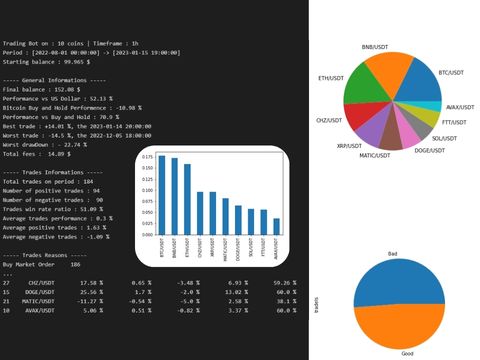 Trading Bot on : 10 coins | Timeframe : 1h
Period : [2022-08-01 00:00:00] -> [2023-01-15 19:00:00]
Starting balance : 99.965 $
----- General Informations -----
Final balance : 152.08 $
Performance vs US Dollar : 52.13 %
Bitcoin Buy and Hold Performence : -10.98 %
Performance vs Buy and Hold : 70.9 %
Best trade : +14.01 %, the 2023-01-14 20:00:00
Worst trade : -14.5 %, the 2022-12-05 18:00:00
Worst drawDown : - 22.74 %
Total fees : 14.89 $
----- Trades Informations -----
Total trades on period : 184
Number of positive trades : 94
Number of negative trades : 90
Trades win rate ratio : 51.09 %
Average trades performance : 0.3 %
Average positive trades : 1.63 %
Average negative trades : -1.09 %
----- Trades Reasons -----
Buy Market Order 186
...
27 CHZ/USDT 17.58 % 0.65 % -3.48 % 6.93 % 59.26 %
15 DOGE/USDT 25.56 % 1.7 % -2.0 % 13.02 % 60.0 %
21 MATIC/USDT -11.27 % -0.54 % -5.0 % 2.58 % 38.1 %
10 AVAX/USDT 5.06 % 0.51 % -0.82 % 3.37 % 60.0 %
0.175
0.150
0.125
0.100
0.075
0.050
0.025
0.000
BTC/USDT
BNB/USDT
ETH/USDT
CHZ/USDT
XRP/USDT
MATIC/USDT
DOGE/USDT
SOL/USDT
FTT/USDT
AVAX/USDT
BNB/USDT
BTC/USDT
ETH/USDT
AVAX/USDT
CHZ/USDT
FTT/USDT
SOL/USDT
XRP/USDT
DOGE/USDT
MATIC/USDT
Bad
traders
Good